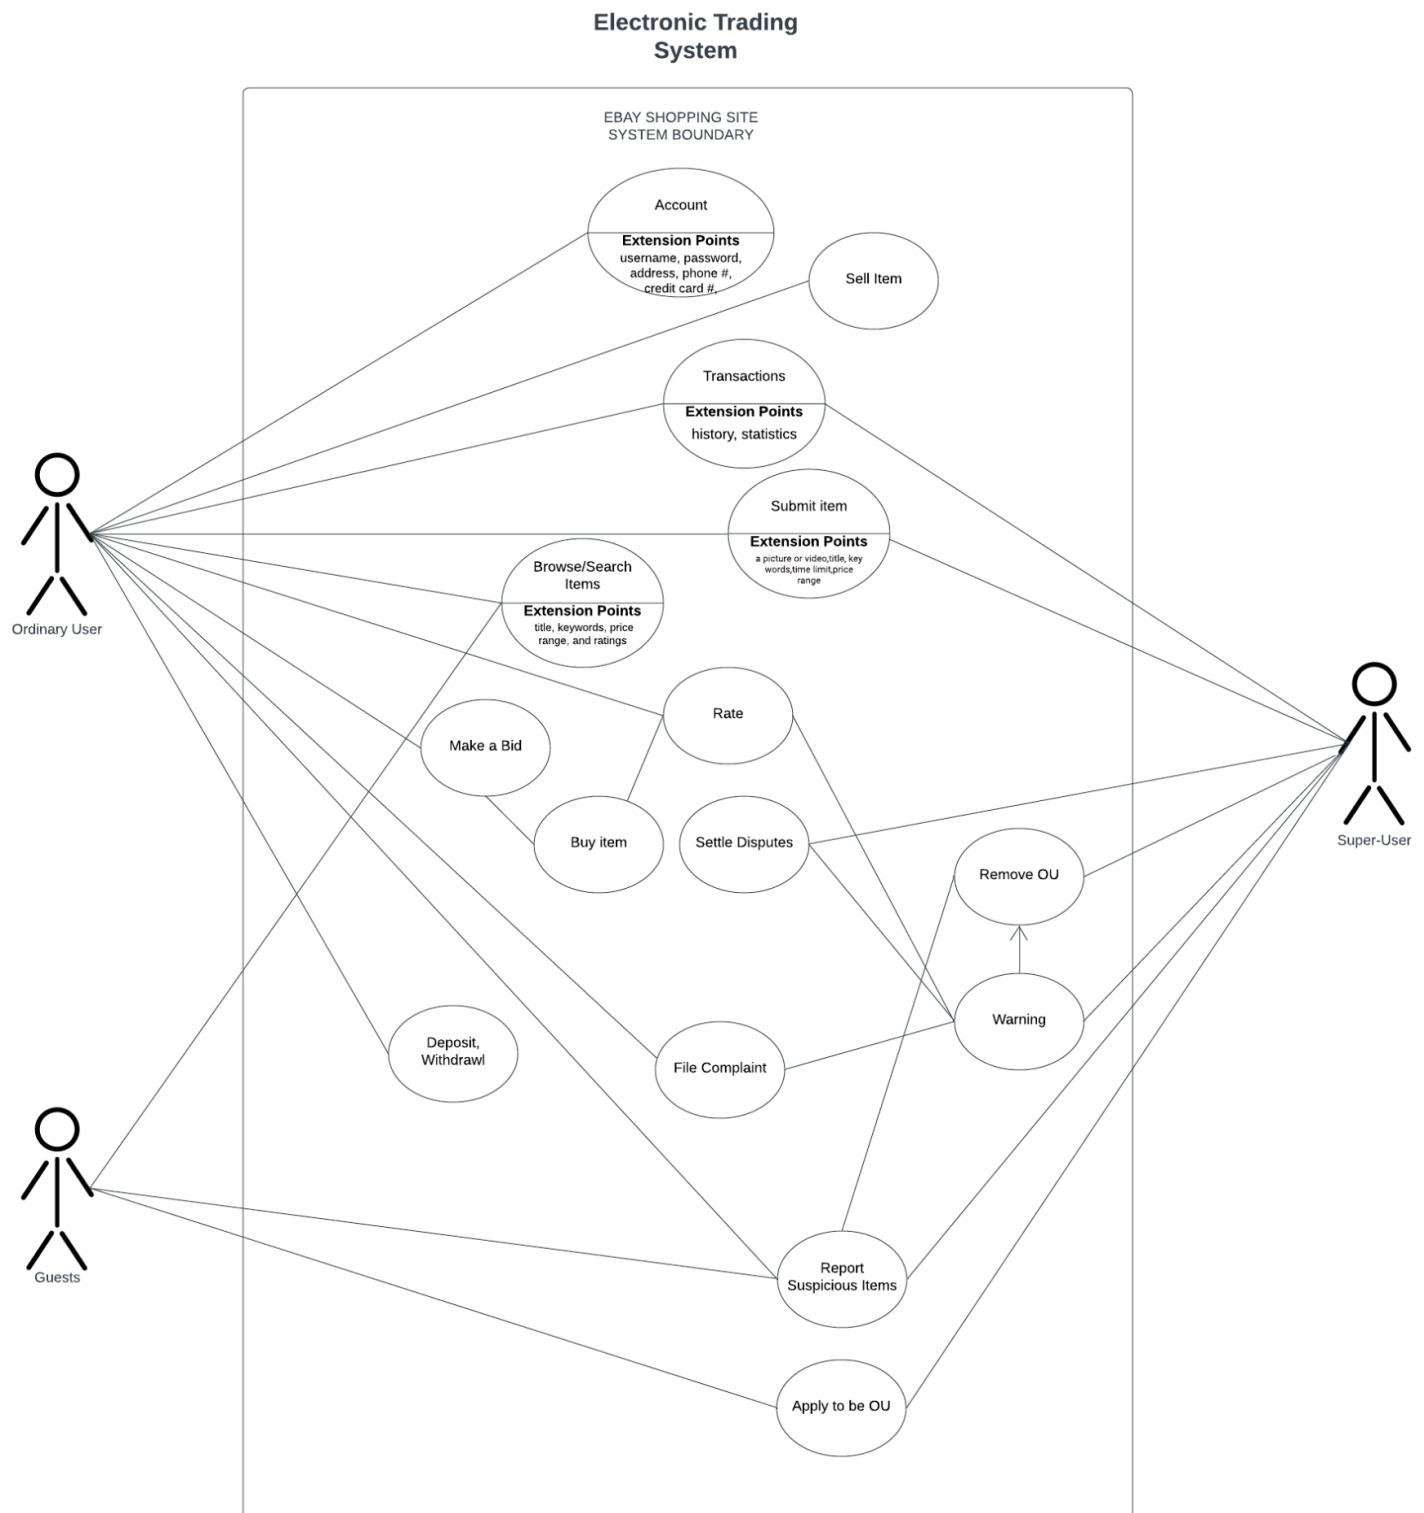 Electronic Trading
System
EBAY SHOPPING SITE
SYSTEM BOUNDARY
Account
Extension Points
username, password,
address, phone #,
credit card #,
Sell Item
Transactions
Extension Points
history, statistics
Submit item
Extension Points
a picture or video,title, key
words,time limit,price
range
Browse/Search
Items
Extension Points
title, keywords, price
range, and ratings
Ordinary User
Rate
Make a Bid
Buy item
Settle Disputes
Super-User
Remove OU
Warning
Deposit,
Withdrawl
File Complaint
Guests
Report
Suspicious Items
Apply to be OU